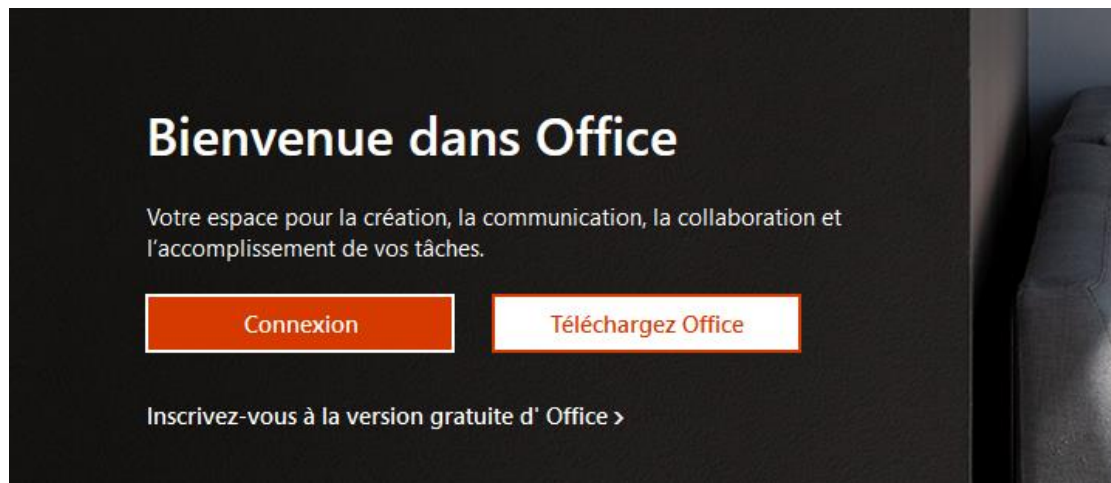 Bienvenue dans Office
Votre espace pour la création, la communication, la collaboration et
l'accomplissement de vos tâches.
Connexion
Téléchargez Office
Inscrivez-vous à la version gratuite d' Office >